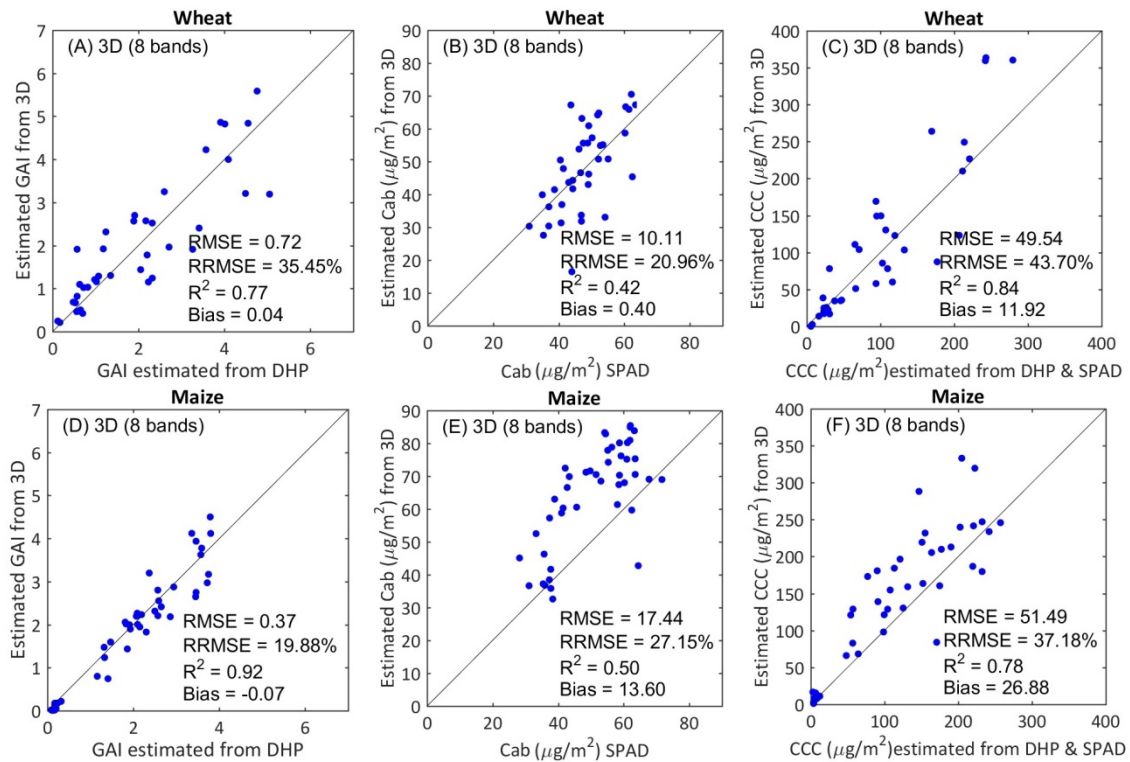 Wheat
(A) 3D (8 bands)
Estimated GAI from 3D
7
6
5
4
3
2
1
0
RMSE = 0.72
RRMSE = 35.45%
R² = 0.77
Bias = 0.04
0 2 4 6
GAI estimated from DHP
Wheat
(B) 3D (8 bands)
Estimated Cab (μg/m²) from 3D
90
80
70
60
50
40
30
20
10
0
RMSE = 10.11
RRMSE = 20.96%
R² = 0.42
Bias = 0.40
0 20 40 60 80
Cab (μg/m²) SPAD
Wheat
(C) 3D (8 bands)
Estimated CCC (μg/m²) from 3D
400
350
300
250
200
150
100
50
0
RMSE = 49.54
RRMSE = 43.70%
R² = 0.84
Bias = 11.92
0 100 200 300 400
CCC (μg/m²)estimated from DHP & SPAD
Maize
(D) 3D (8 bands)
Estimated GAI from 3D
7
6
5
4
3
2
1
0
RMSE = 0.37
RRMSE = 19.88%
R² = 0.92
Bias = -0.07
0 2 4 6
GAI estimated from DHP
Maize
(E) 3D (8 bands)
Estimated Cab (μg/m²) from 3D
90
80
70
60
50
40
30
20
10
0
RMSE = 17.44
RRMSE = 27.15%
R² = 0.50
Bias = 13.60
0 20 40 60 80
Cab (μg/m²) SPAD
Maize
(F) 3D (8 bands)
Estimated CCC (μg/m²) from 3D
400
350
300
250
200
150
100
50
0
RMSE = 51.49
RRMSE = 37.18%
R² = 0.78
Bias = 26.88
0 100 200 300 400
CCC (μg/m²)estimated from DHP & SPAD